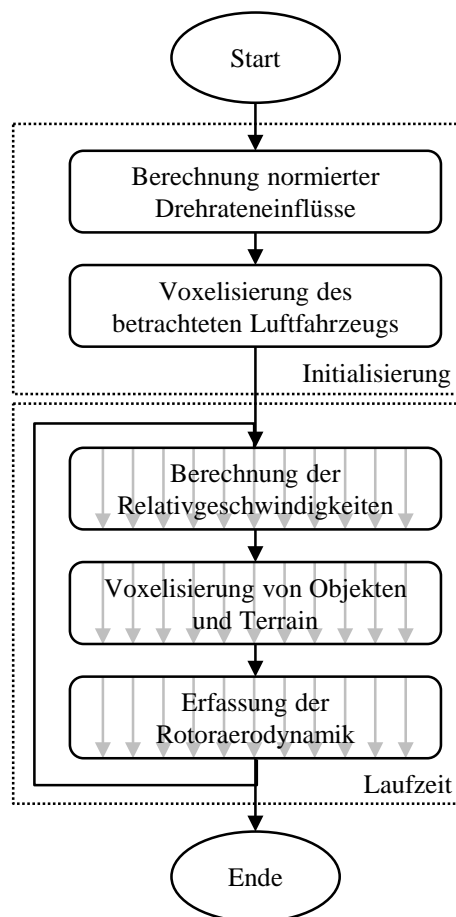 Start
Berechnung normierter
Drehrateneinflüsse
Voxelisierung des
betrachteten Luftfahrzeugs
Initialisierung
Berechnung der
Relativgeschwindigkeiten
Voxelisierung von Objekten
und Terrain
Erfassung der
Rotoraerodynamik
Laufzeit
Ende